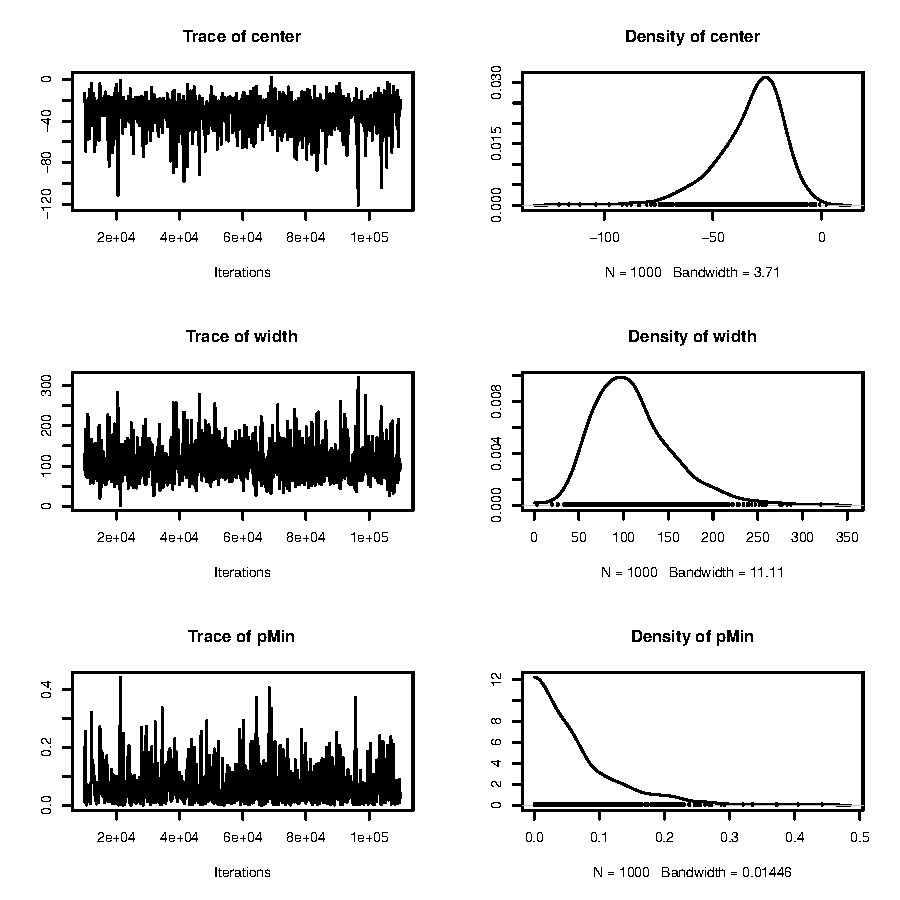 Trace of center
0
−40
−80
−120
2e+04 4e+04 6e+04 8e+04 1e+05
Iterations
Density of center
0.030
0.015
0.000
−100 −50 0
N = 1000 Bandwidth = 3.71
Trace of width
300
200
100
0
2e+04 4e+04 6e+04 8e+04 1e+05
Iterations
Density of width
0.008
0.004
0.000
0 50 100 150 200 250 300 350
N = 1000 Bandwidth = 11.11
Trace of pMin
0.4
0.2
0.0
2e+04 4e+04 6e+04 8e+04 1e+05
Iterations
Density of pMin
12
8
6
4
2
0
0.0 0.1 0.2 0.3 0.4 0.5
N = 1000 Bandwidth = 0.01446